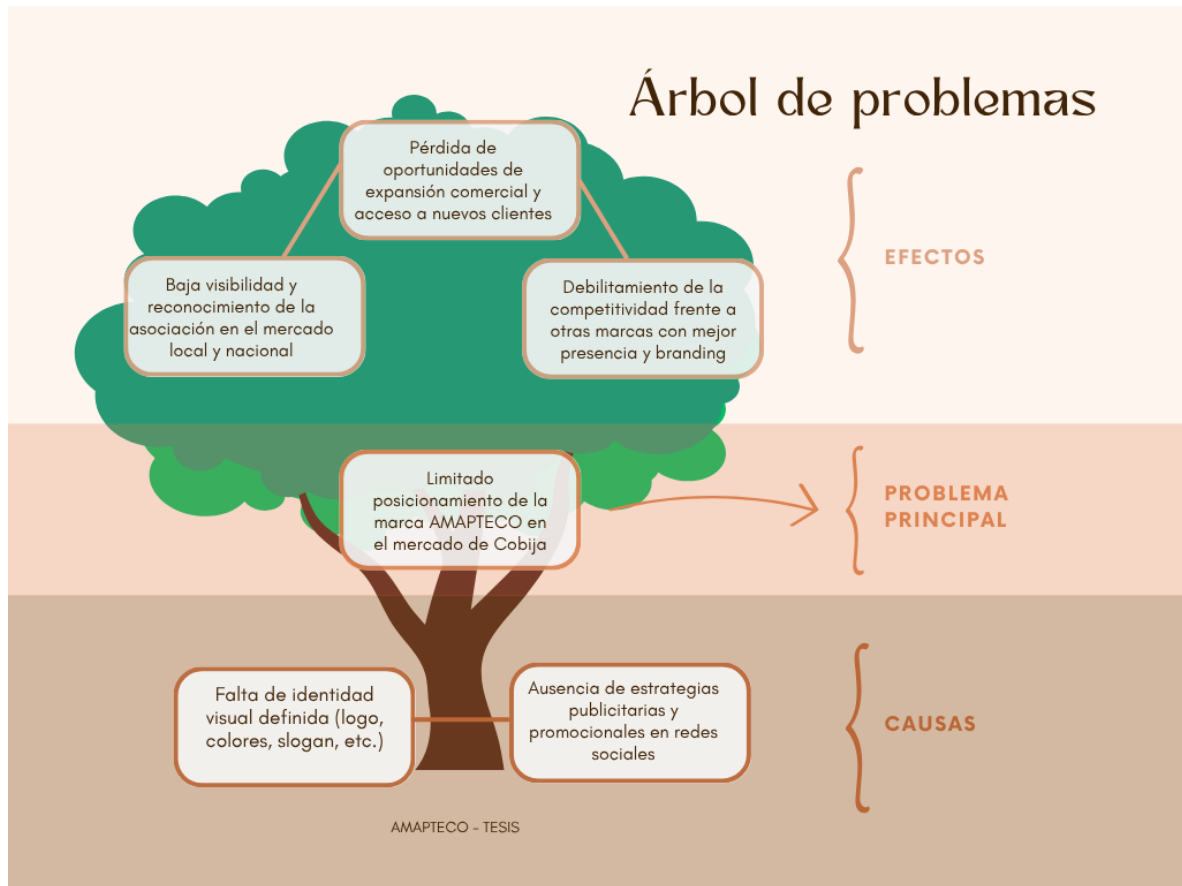 Árbol de problemas
Pérdida de
oportunidades de
expansión comercial y
acceso a nuevos clientes
Baja visibilidad y
reconocimiento de la
asociación en el mercado
local y nacional
Debilitamiento de la
competitividad frente a
otras marcas con mejor
presencia y branding
EFECTOS
Limitado
posicionamiento de la
marca AMAPTECO en
el mercado de Cobija
PROBLEMA
PRINCIPAL
Falta de identidad
visual definida (logo,
colores, slogan, etc.)
Ausencia de estrategias
publicitarias y
promocionales en redes
sociales
CAUSAS
AMAPTECO - TESIS